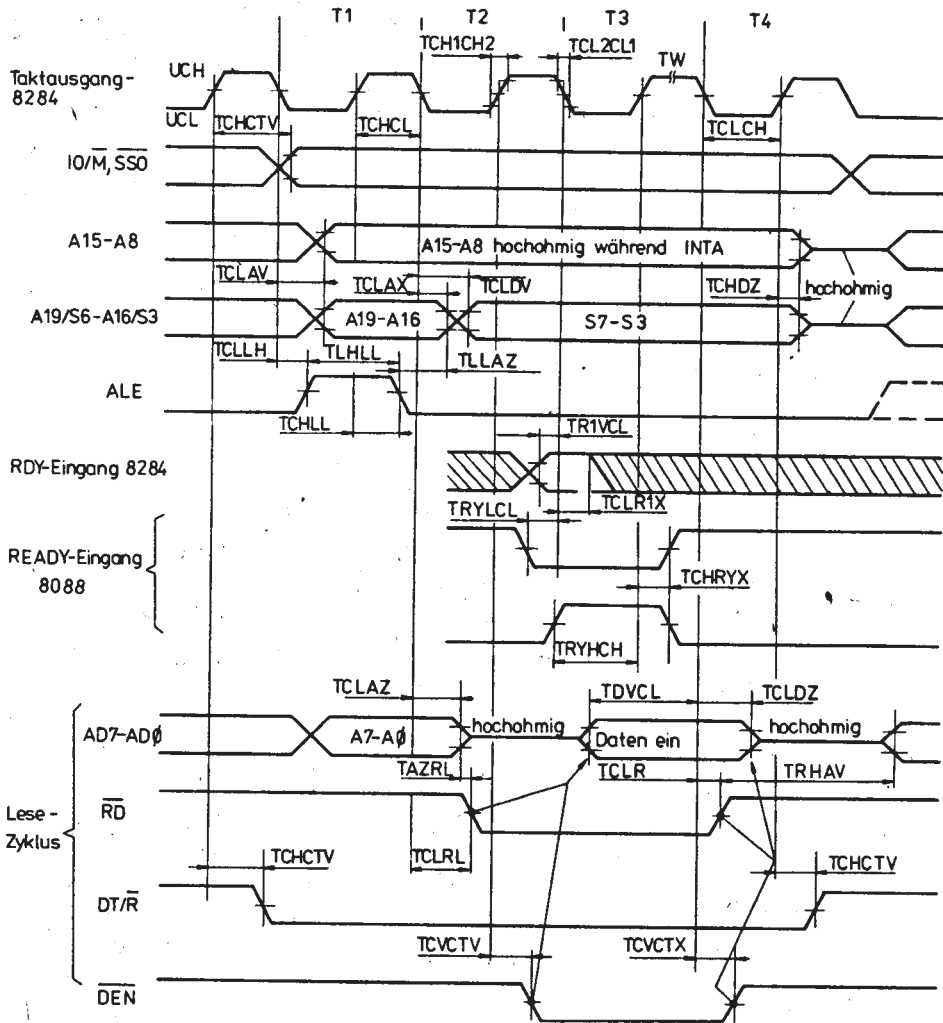 T1 T2 T3 T4
TCH1CH2 TCL2CL1
UCH TW
Taktausgang-
8284
UCL TCHCTV TCHCL TCLCH
IO/M̅, S̅S̅O̅
A15-A8 A15-A8 hochohmig während INTA
TCLAV TCLAX TCLDV TCHDZ hochohmig
A19/S6-A16/S3 A19-A16 S7-S3
TCLLH TLHLL TLLAZ
ALE
TCHLL TR1VCL
RDY-Eingang 8284
TRYLCL TCLR1X
READY-Eingang
8088
TCHRYX
TRYHCH
TCLAZ TDVCL TCLDZ
AD7-ADØ A7-AØ hochohmig Daten ein hochohmig
TAZRL TCLR TRHAV
R̅D̅
Lese-
Zyklus
TCLRL
TCHCTV TCHCTV
DT/R̅
TCVCTV TCVCTX
D̅E̅N̅